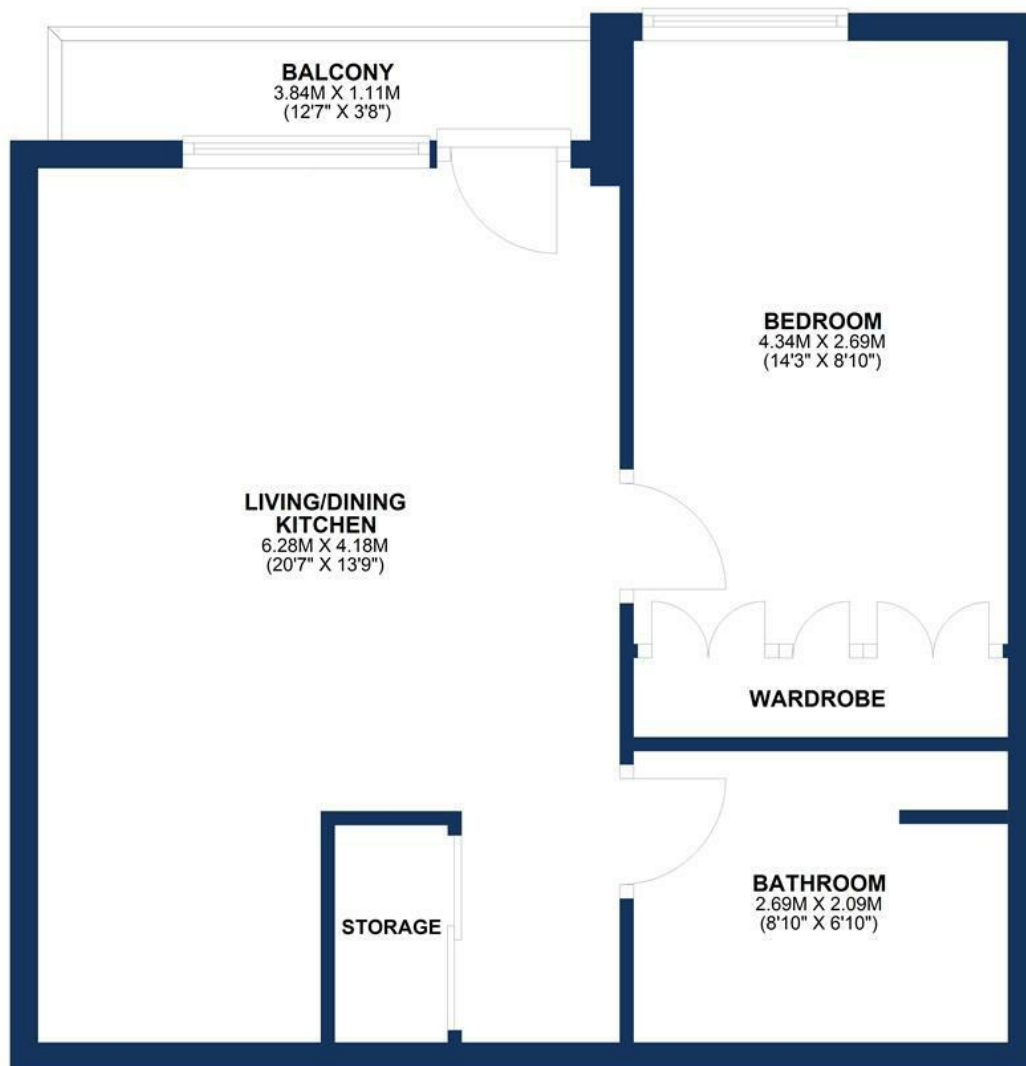 BALCONY
3.84M X 1.11M
(12'7" X 3'8")
BEDROOM
4.34M X 2.69M
(14'3" X 8'10")
LIVING/DINING
KITCHEN
6.28M X 4.18M
(20'7" X 13'9")
WARDROBE
BATHROOM
2.69M X 2.09M
(8'10" X 6'10")
STORAGE